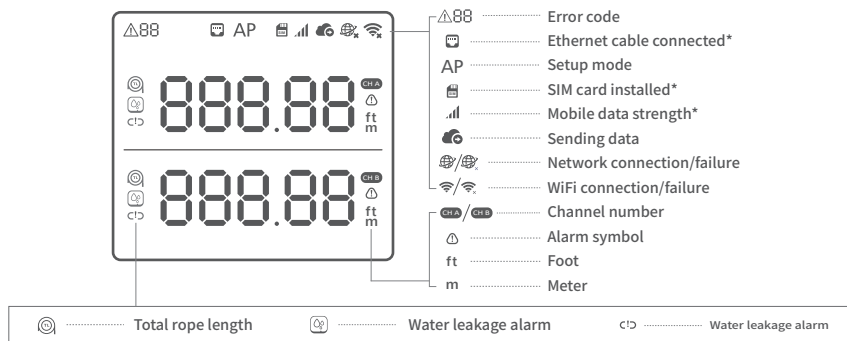 88 AP
888.88 CH A ft m
888.88 CH B ft m
88 Error code
Ethernet cable connected*
AP Setup mode
SIM card installed*
Mobile data strength*
Sending data
/ Network connection/failure
/ WiFi connection/failure
CH A / CH B Channel number
Alarm symbol
ft Foot
m Meter
Total rope length Water leakage alarm Water leakage alarm